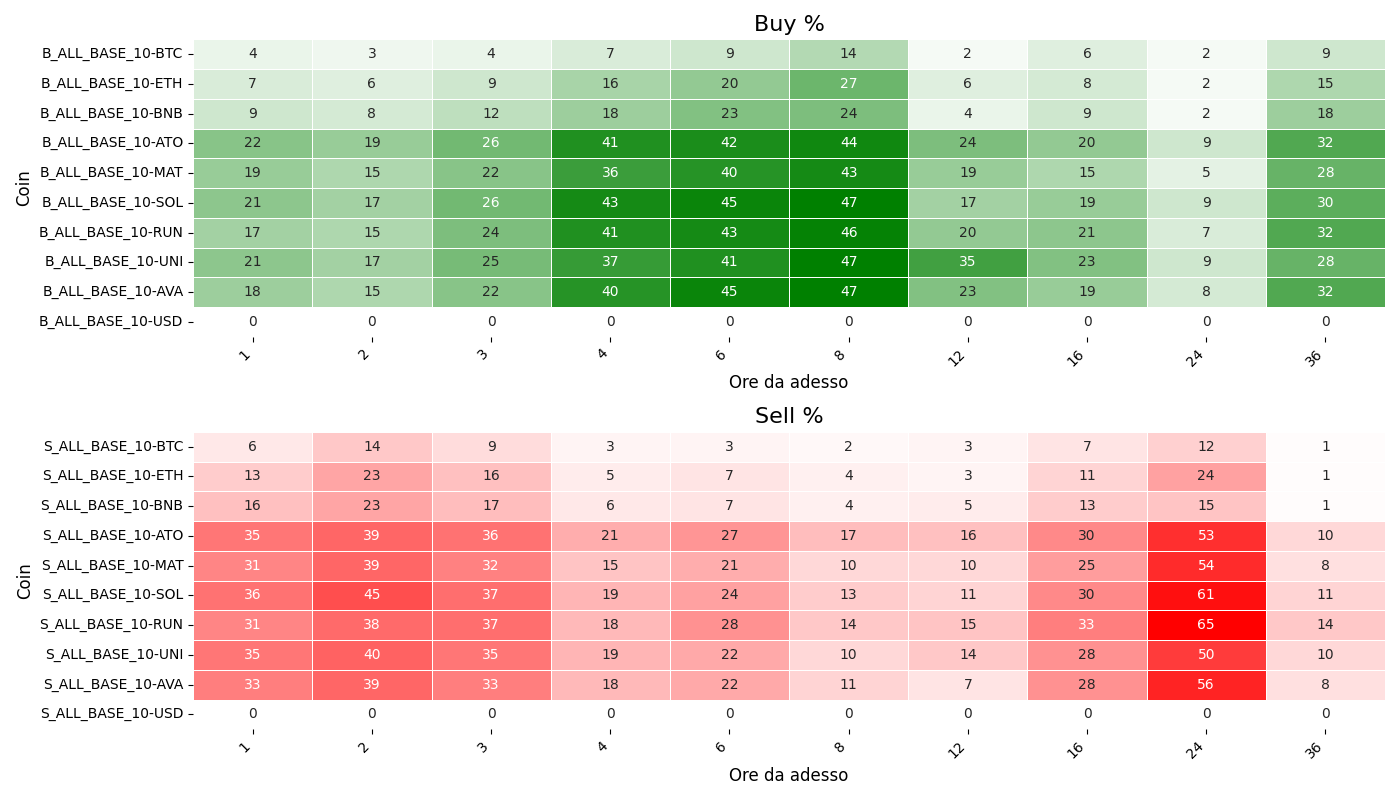 Buy %
Coin
B_ALL_BASE_10-BTC 4 3 4 7 9 14 2 6 2 9
B_ALL_BASE_10-ETH 7 6 9 16 20 27 6 8 2 15
B_ALL_BASE_10-BNB 9 8 12 18 23 24 4 9 2 18
B_ALL_BASE_10-ATO 22 19 26 41 42 44 24 20 9 32
B_ALL_BASE_10-MAT 19 15 22 36 40 43 19 15 5 28
B_ALL_BASE_10-SOL 21 17 26 43 45 47 17 19 9 30
B_ALL_BASE_10-RUN 17 15 24 41 43 46 20 21 7 32
B_ALL_BASE_10-UNI 21 17 25 37 41 47 35 23 9 28
B_ALL_BASE_10-AVA 18 15 22 40 45 47 23 19 8 32
B_ALL_BASE_10-USD 0 0 0 0 0 0 0 0 0 0
1 2 3 4 6 8 12 16 24 36
Ore da adesso
Sell %
Coin
S_ALL_BASE_10-BTC 6 14 9 3 3 2 3 7 12 1
S_ALL_BASE_10-ETH 13 23 16 5 7 4 3 11 24 1
S_ALL_BASE_10-BNB 16 23 17 6 7 4 5 13 15 1
S_ALL_BASE_10-ATO 35 39 36 21 27 17 16 30 53 10
S_ALL_BASE_10-MAT 31 39 32 15 21 10 10 25 54 8
S_ALL_BASE_10-SOL 36 45 37 19 24 13 11 30 61 11
S_ALL_BASE_10-RUN 31 38 37 18 28 14 15 33 65 14
S_ALL_BASE_10-UNI 35 40 35 19 22 10 14 28 50 10
S_ALL_BASE_10-AVA 33 39 33 18 22 11 7 28 56 8
S_ALL_BASE_10-USD 0 0 0 0 0 0 0 0 0 0
1 2 3 4 6 8 12 16 24 36
Ore da adesso